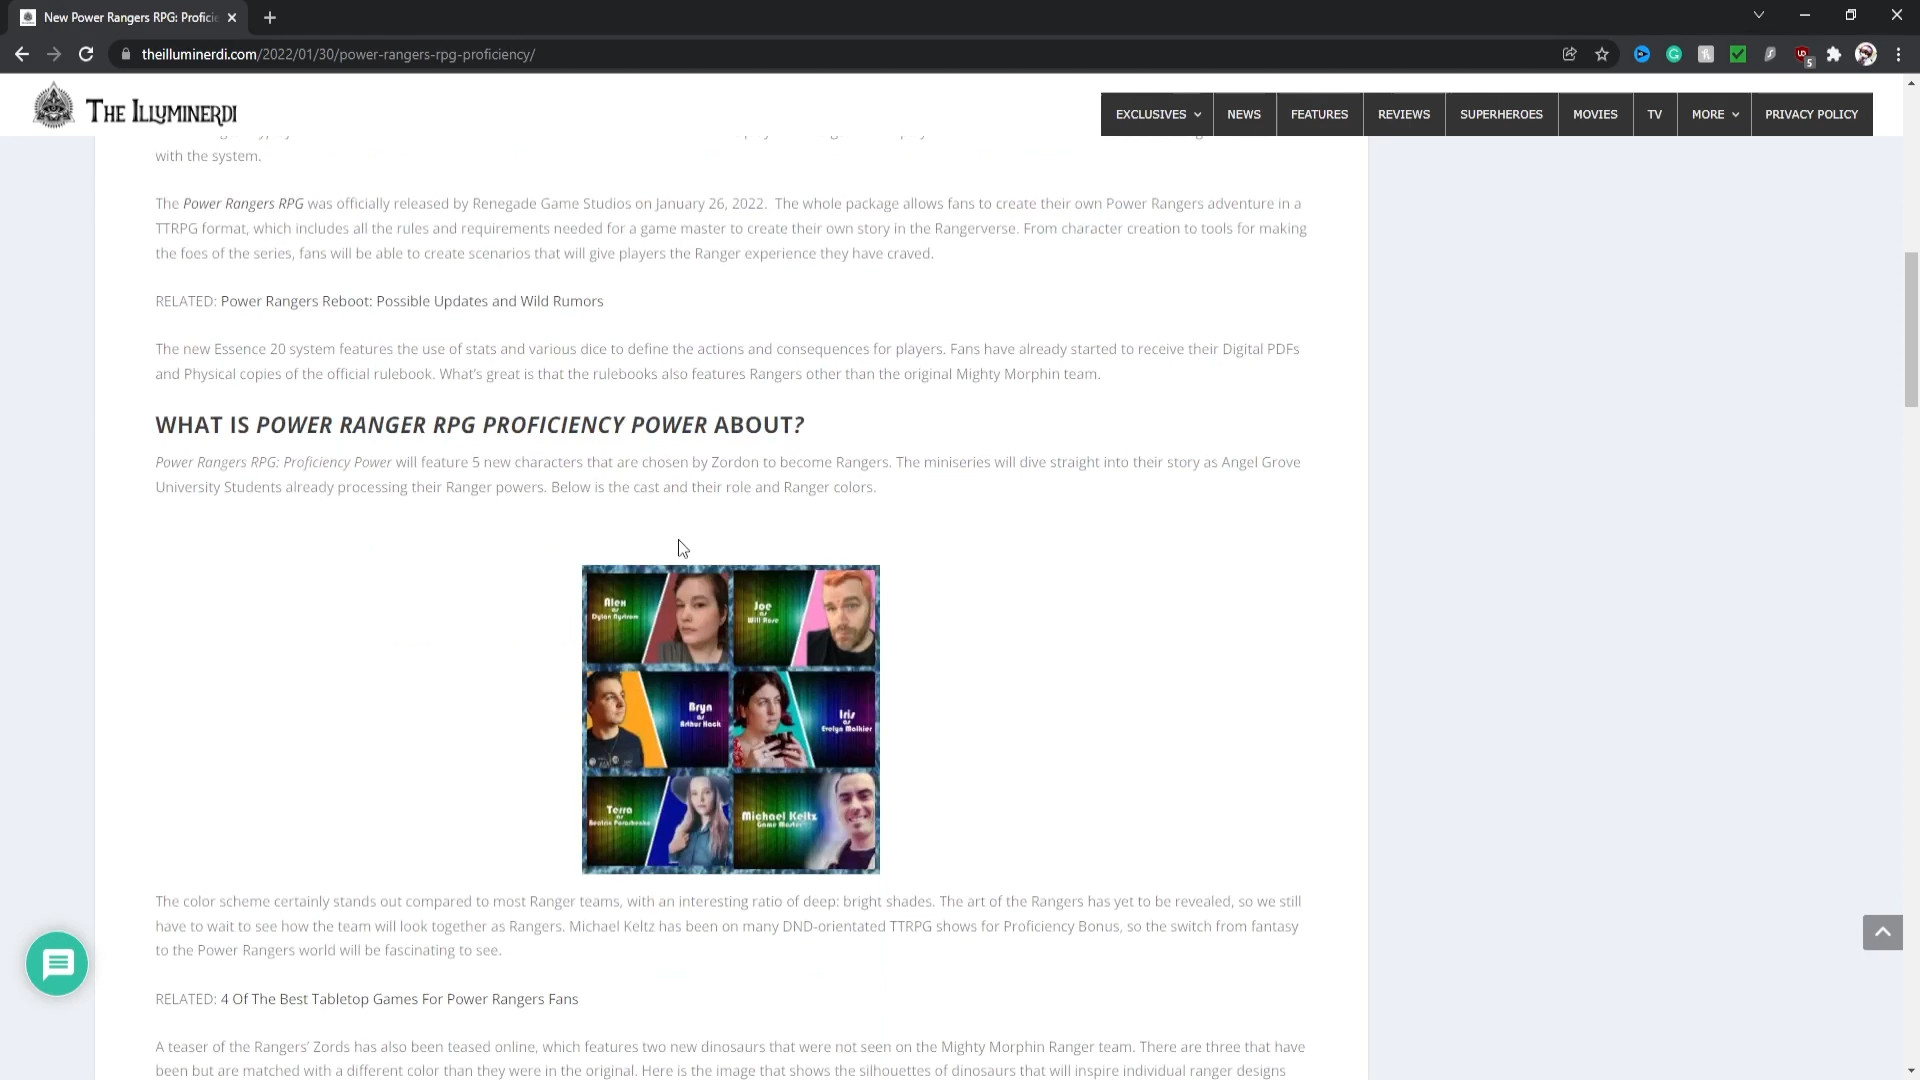 New Power Rangers RPG: Proficie
theilluminerdi.com/2022/01/30/power-rangers-rpg-proficiency/
5
THE ILLUMINERDI
EXCLUSIVES NEWS FEATURES REVIEWS SUPERHEROES MOVIES TV MORE PRIVACY POLICY
with the system.
The Power Rangers RPG was officially released by Renegade Game Studios on January 26, 2022. The whole package allows fans to create their own Power Rangers adventure in a
TTRPG format, which includes all the rules and requirements needed for a game master to create their own story in the Rangerverse. From character creation to tools for making
the foes of the series, fans will be able to create scenarios that will give players the Ranger experience they have craved.
RELATED: Power Rangers Reboot: Possible Updates and Wild Rumors
The new Essence 20 system features the use of stats and various dice to define the actions and consequences for players. Fans have already started to receive their Digital PDFs
and Physical copies of the official rulebook. What's great is that the rulebooks also features Rangers other than the original Mighty Morphin team.
WHAT IS POWER RANGER RPG PROFICIENCY POWER ABOUT?
Power Rangers RPG: Proficiency Power will feature 5 new characters that are chosen by Zordon to become Rangers. The miniseries will dive straight into their story as Angel Grove
University Students already processing their Ranger powers. Below is the cast and their role and Ranger colors.
Alex
as
Dylan Nystrom
Joe
as
Will Rose
Bryn
as
Arthur Hack
Iris
as
Evelyn Malkier
Terra
as
Beatrix
Michael Keltz
Game Master
The color scheme certainly stands out compared to most Ranger teams, with an interesting ratio of deep: bright shades. The art of the Rangers has yet to be revealed, so we still
have to wait to see how the team will look together as Rangers. Michael Keltz has been on many DND-orientated TTRPG shows for Proficiency Bonus, so the switch from fantasy
to the Power Rangers world will be fascinating to see.
RELATED: 4 Of The Best Tabletop Games For Power Rangers Fans
A teaser of the Rangers' Zords has also been teased online, which features two new dinosaurs that were not seen on the Mighty Morphin Ranger team. There are three that have
been but are matched with a different color than they were in the original. Here is the image that shows the silhouettes of dinosaurs that will inspire individual ranger designs